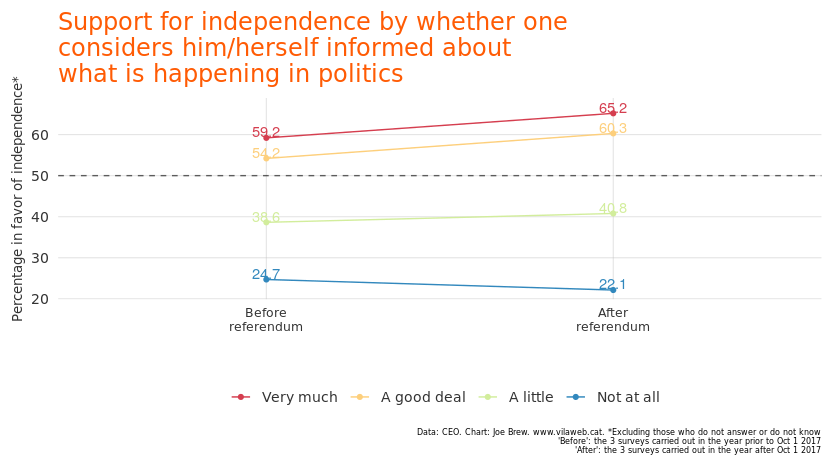 Support for independence by whether one
considers him/herself informed about
what is happening in politics
Percentage in favor of independence*
60
50
40
30
20
59.2
54.2
38.6
24.7
65.2
60.3
40.8
22.1
Before
referendum
After
referendum
Very much
A good deal
A little
Not at all
Data: CEO. Chart: Joe Brew. www.vilaweb.cat. *Excluding those who do not answer or do not know
'Before': the 3 surveys carried out in the year prior to Oct 1 2017
'After': the 3 surveys carried out in the year after Oct 1 2017